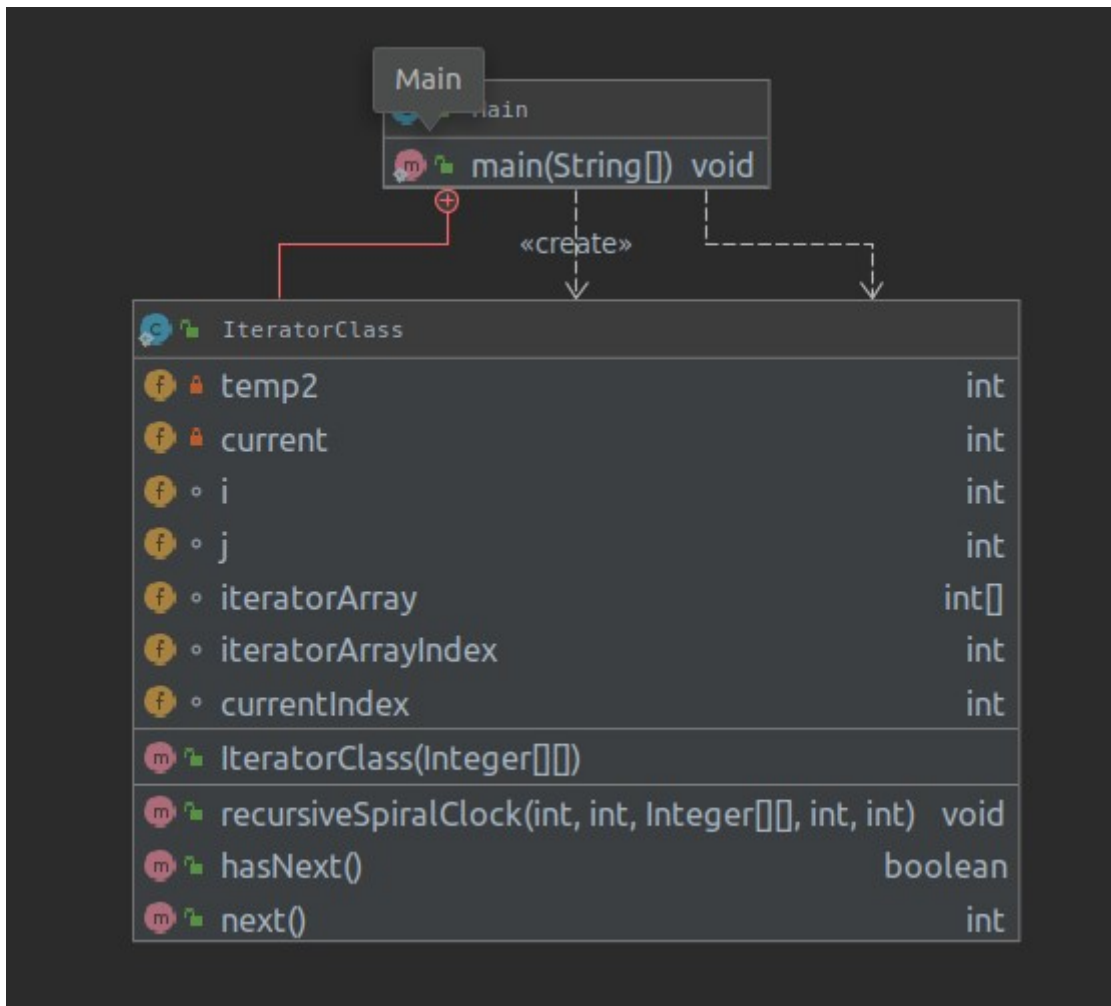 Main
Main
main(String[]) void
«create»
IteratorClass
temp2 int
current int
i int
j int
iteratorArray int[]
iteratorArrayIndex int
currentIndex int
IteratorClass(Integer[][])
recursiveSpiralClock(int, int, Integer[][], int, int) void
hasNext() boolean
next() int